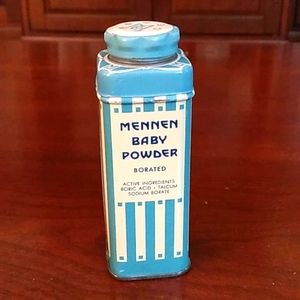 MENNEN
BABY
POWDER
BORATED
ACTIVE INGREDIENTS
BORIC ACID - TALCUM
SODIUM BORATE